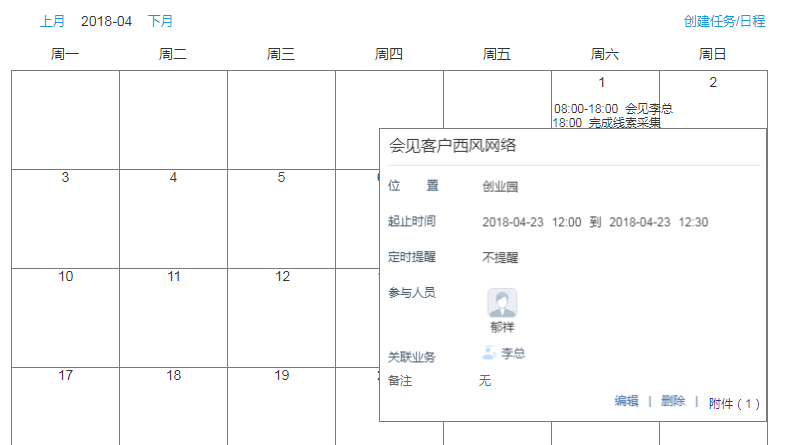 上月 2018-04 下月 创建任务/日程
周一 周二 周三 周四 周五 周六 周日
1 2
08:00-18:00 会见李总
18:00 完成线索采集
会见客户西风网络
3 4 5
位 置 创业园
起止时间 2018-04-23 12:00 到 2018-04-23 12:30
定时提醒 不提醒
10 11 12
参与人员
郁祥
关联业务 李总
17 18 19
备注 无
编辑 | 删除 | 附件（1）